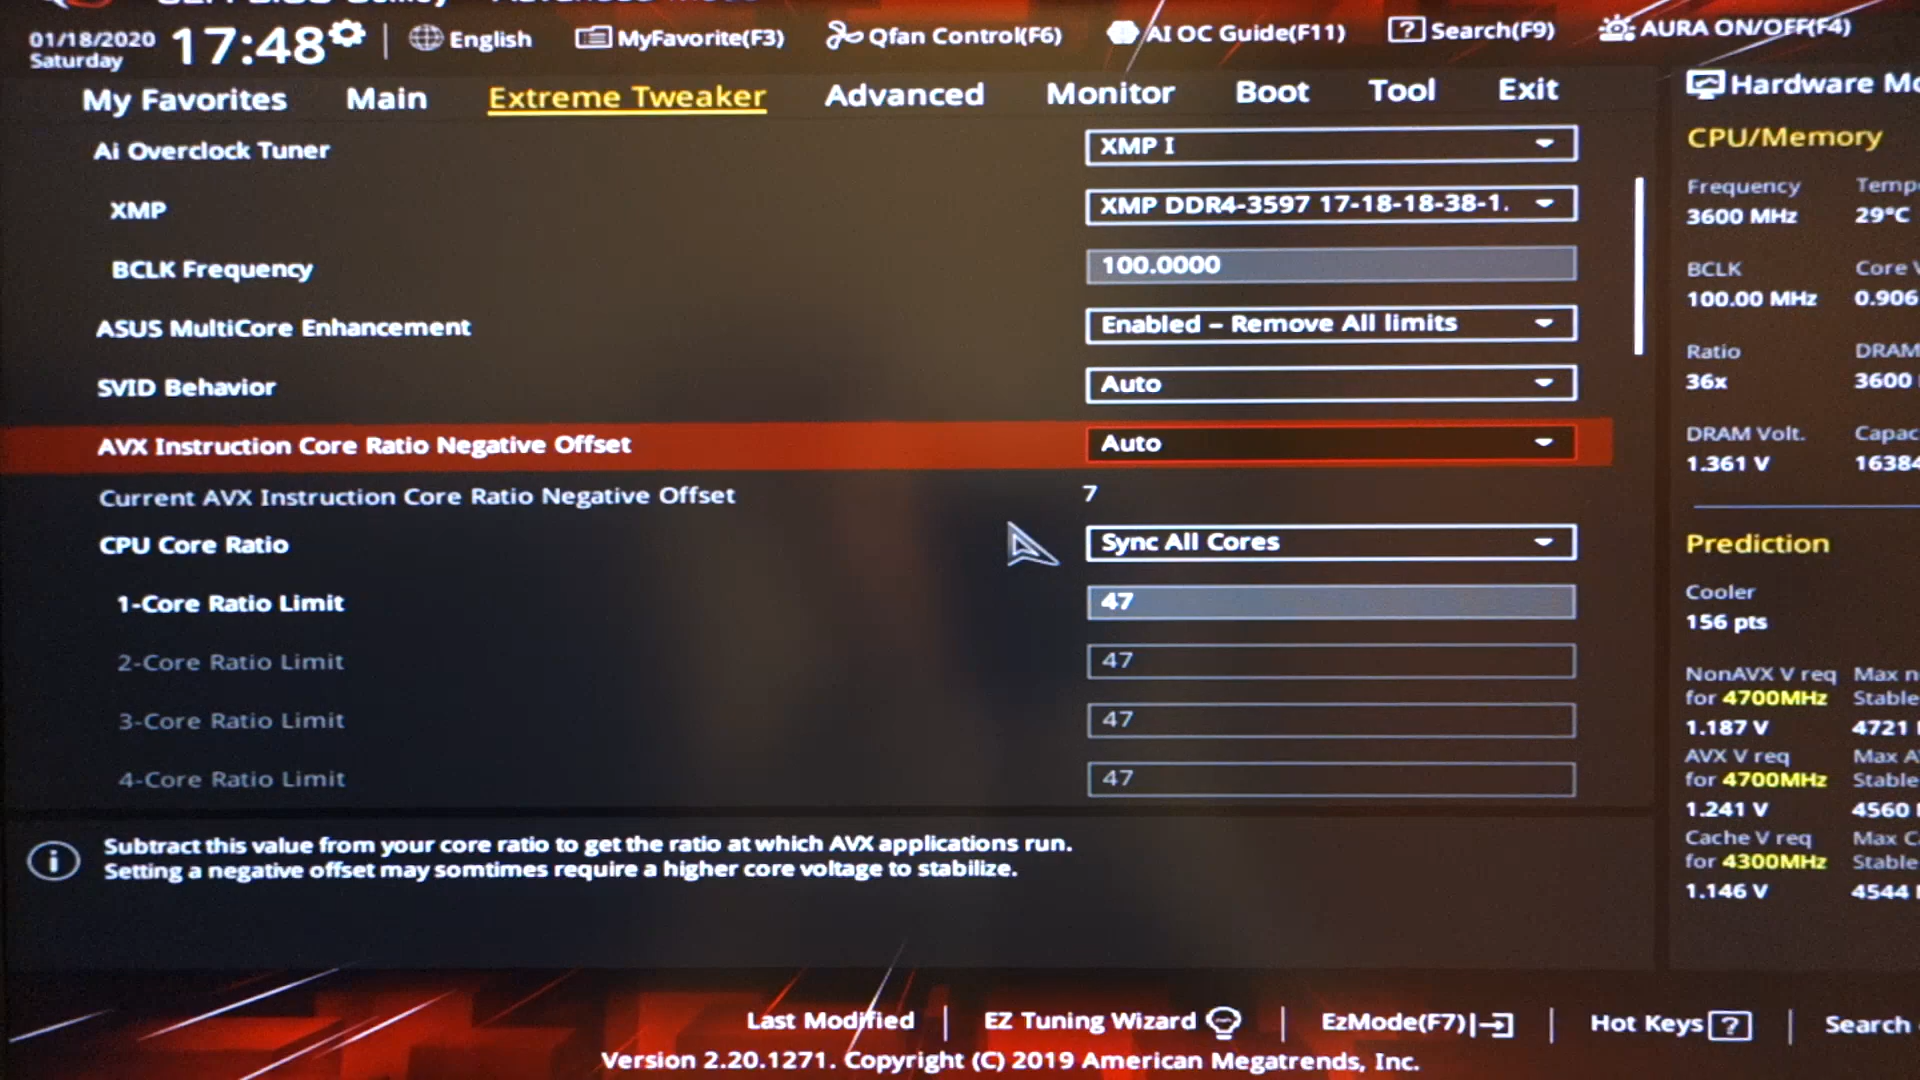 01/18/2020
Saturday
17:48
English
MyFavorite(F3)
Qfan Control(F6)
AI OC Guide(F11)
? Search(F9)
AURA ON/OFF(F4)
My Favorites Main Extreme Tweaker Advanced Monitor Boot Tool Exit
Ai Overclock Tuner XMP I
XMP XMP DDR4-3597 17-18-18-38-1.
BCLK Frequency 100.0000
ASUS MultiCore Enhancement Enabled – Remove All limits
SVID Behavior Auto
AVX Instruction Core Ratio Negative Offset Auto
Current AVX Instruction Core Ratio Negative Offset 7
CPU Core Ratio Sync All Cores
1-Core Ratio Limit 47
2-Core Ratio Limit 47
3-Core Ratio Limit 47
4-Core Ratio Limit 47
Subtract this value from your core ratio to get the ratio at which AVX applications run.
Setting a negative offset may somtimes require a higher core voltage to stabilize.
Hardware
CPU/Memory
Frequency
3600 MHz 29°C
BCLK Core
100.00 MHz 0.906
Ratio DRAM
36x 3600
DRAM Volt.
1.361 V 16384
Prediction
Cooler
156 pts
NonAVX V req Max
for 4700MHz Stable
1.187 V 4721
AVX V req Max
for 4700MHz Stable
1.241 V 4560
Cache V req Max
for 4300MHz Stable
1.146 V 4544
Last Modified EZ Tuning Wizard EzMode(F7) Hot Keys ? Search
Version 2.20.1271. Copyright (C) 2019 American Megatrends, Inc.